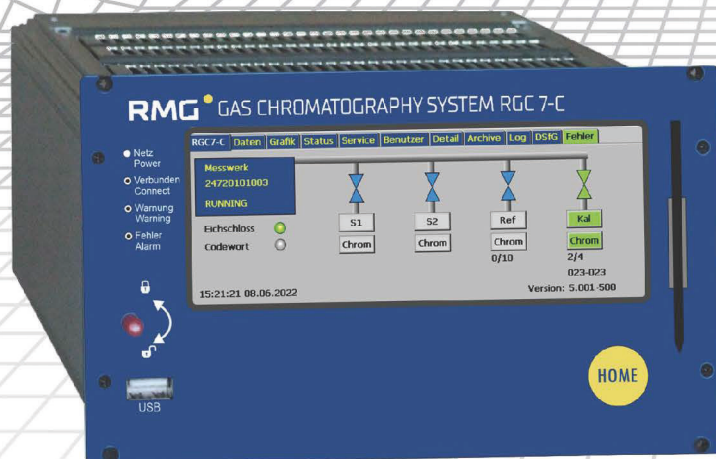 RMG GAS CHROMATOGRAPHY SYSTEM RGC 7-C
RGC7-C Daten Grafik Status Service Benutzer Detail Archive Log DSfG Fehler
Netz
Power
Verbunden
Connect
Warnung
Warning
Fehler
Alarm
Messwerk
24720101003
RUNNING
Eichschloss
Codewort
S1 S2 Ref Kal
Chrom Chrom Chrom Chrom
0/10 2/4
023-023
15:21:21 08.06.2022 Version: 5.001-500
HOME
USB